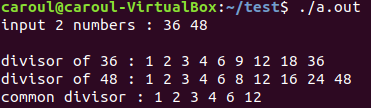 caroul@caroul-VirtualBox:~/test$ ./a.out
input 2 numbers : 36 48
divisor of 36 : 1 2 3 4 6 9 12 18 36
divisor of 48 : 1 2 3 4 6 8 12 16 24 48
common divisor : 1 2 3 4 6 12